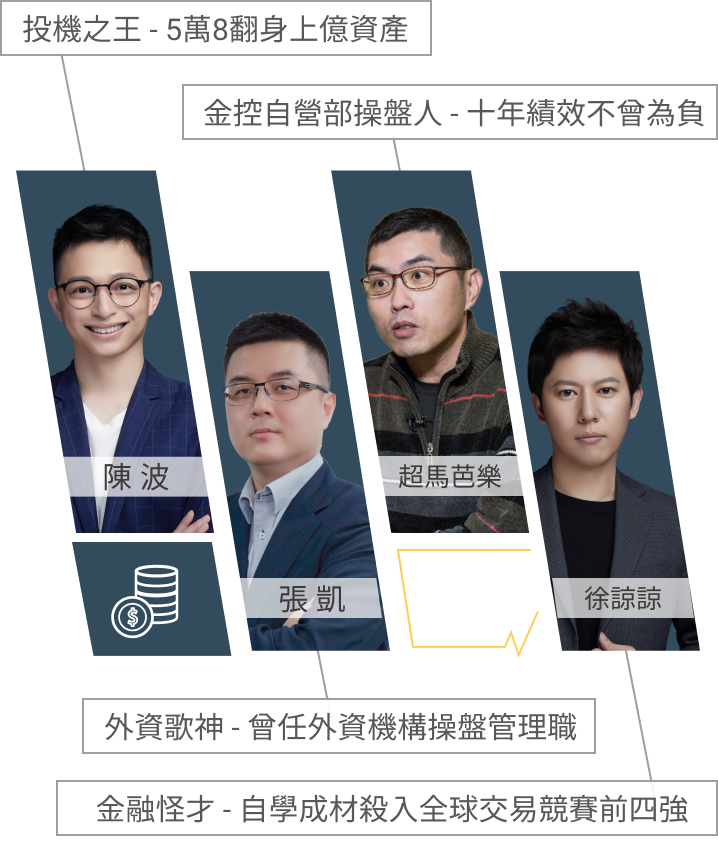 投機之王 - 5萬8翻身上億資產
金控自營部操盤人 - 十年績效不曾為負
陳 波
超馬芭樂
張 凱
徐諒諒
$
外資歌神 - 曾任外資機構操盤管理職
金融怪才 - 自學成材殺入全球交易競賽前四強